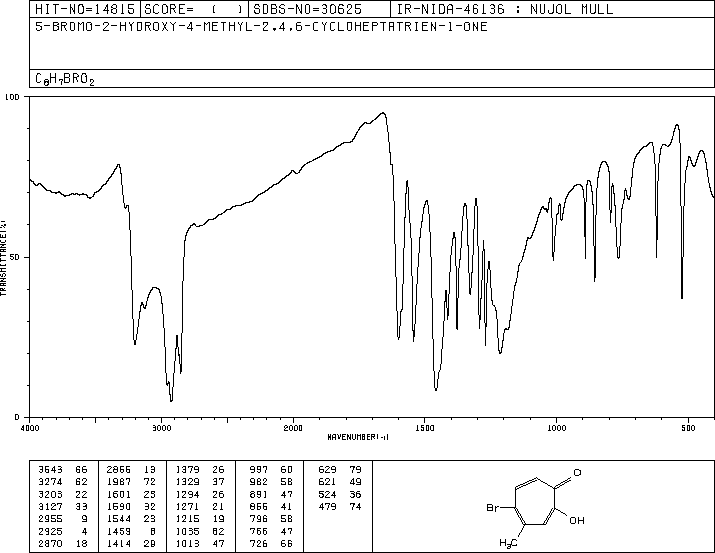 HIT-NO=14815 SCORE= ( ) SDBS-NO=30625 IR-NIDA-46136 : NUJOL MULL
5-BROMO-2-HYDROXY-4-METHYL-2,4,6-CYCLOHEPTATRIEN-1-ONE
C8H7BRO2
100
50
0
TRANSMITTANCE(%)
4000 3000 2000 1500 1000 500
WAVENUMBER(-1)
3543 66 2866 13 1379 26 997 60 629 79
3274 62 1987 72 1329 37 982 58 621 49
3203 22 1601 23 1294 26 891 47 524 36
3127 33 1590 32 1271 21 856 41 479 74
2955 9 1544 23 1215 19 796 58
2925 4 1459 8 1035 62 766 47
2870 18 1414 29 1013 47 726 66
O
Br
OH
H3C